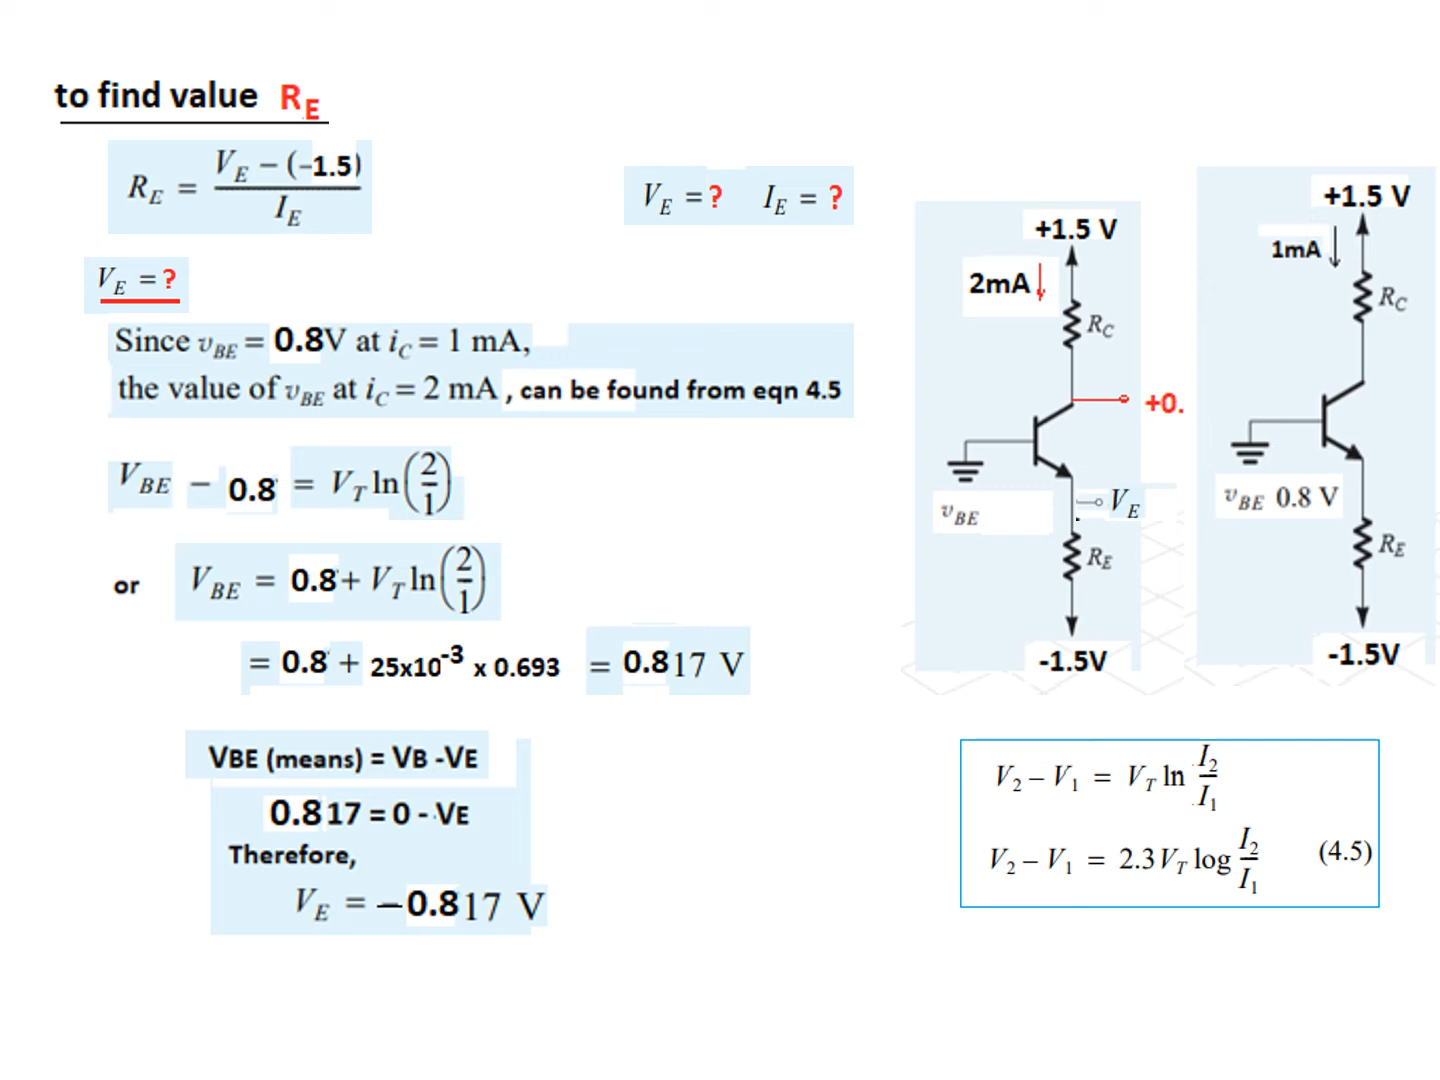 to find value R_E
R_E = (V_E − (−1.5)) / I_E
V_E = ? I_E = ?
V_E = ?
Since v_BE = 0.8V at i_C = 1 mA,
the value of v_BE at i_C = 2 mA , can be found from eqn 4.5
V_BE − 0.8 = V_T ln(2/1)
or V_BE = 0.8 + V_T ln(2/1)
= 0.8 + 25x10^-3 x 0.693 = 0.817 V
VBE (means) = VB -VE
0.817 = 0 - VE
Therefore,
V_E = −0.817 V
+1.5 V
2mA
R_C
+0.
v_BE
V_E
R_E
-1.5V
+1.5 V
1mA
R_C
v_BE 0.8 V
R_E
-1.5V
V_2 − V_1 = V_T ln I_2/I_1
V_2 − V_1 = 2.3 V_T log I_2/I_1 (4.5)